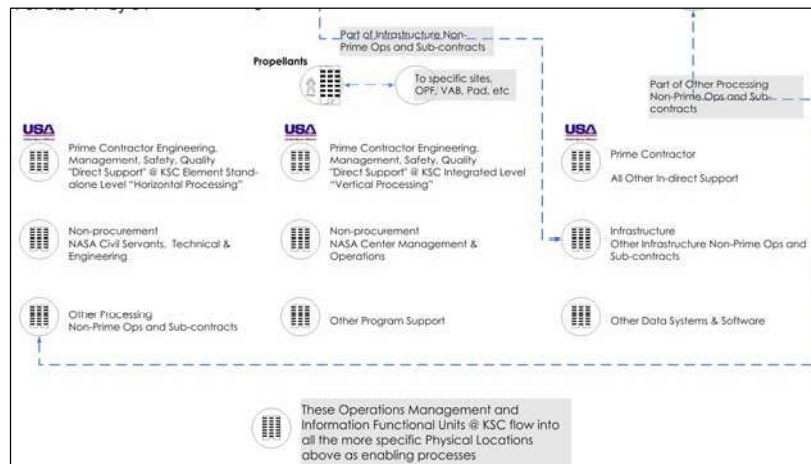 Part of Infrastructure Non-
Prime Ops and Sub-contracts
Propellants
To specific sites,
OPF, VAB, Pad, etc
Part of Other Processing
Non-Prime Ops and Sub-
contracts
USA
Prime Contractor Engineering,
Management, Safety, Quality
"Direct Support" @ KSC Element Stand-
alone Level "Horizontal Processing"
USA
Prime Contractor Engineering,
Management, Safety, Quality
"Direct Support" @ KSC Integrated Level
"Vertical Processing"
USA
Prime Contractor
All Other In-direct Support
Non-procurement
NASA Civil Servants, Technical &
Engineering
Non-procurement
NASA Center Management &
Operations
Infrastructure
Other Infrastructure Non-Prime Ops and
Sub-contracts
Other Processing
Non-Prime Ops and Sub-contracts
Other Program Support
Other Data Systems & Software
These Operations Management and
Information Functional Units @ KSC flow into
all the more specific Physical Locations
above as enabling processes